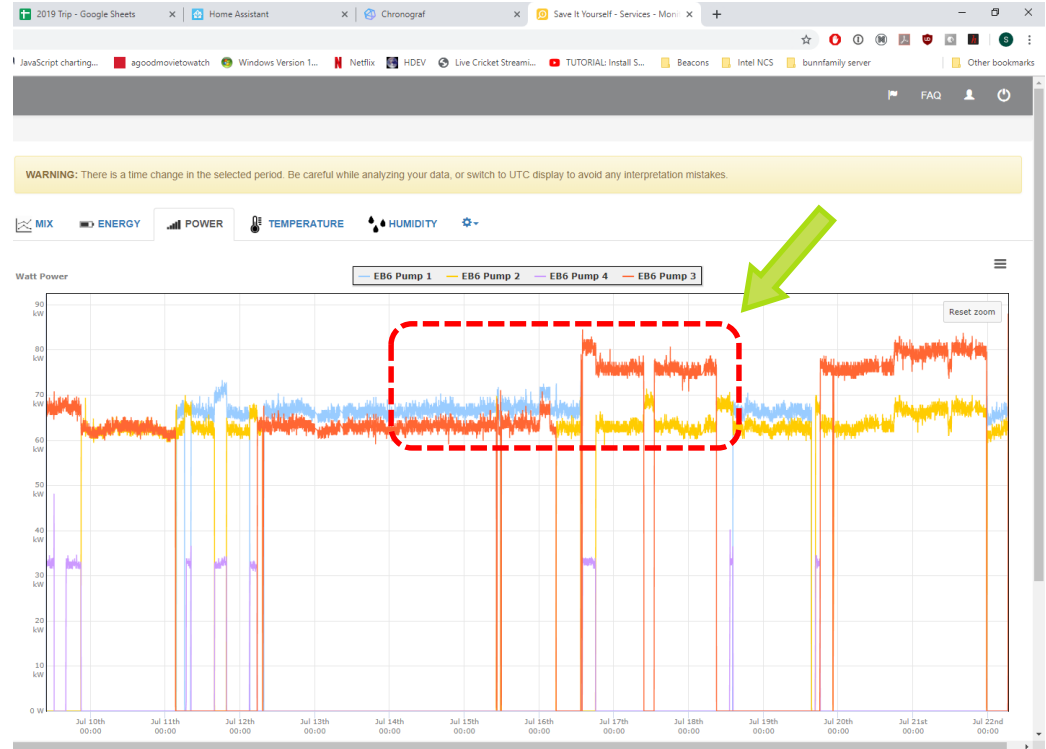 2019 Trip - Google Sheets
Home Assistant
Chronograf
Save It Yourself - Services - Moni
JavaScript charting...
agoodmovietowatch
Windows Version 1...
Netflix
HDEV
Live Cricket Streami...
TUTORIAL: Install S...
Beacons
Intel NCS
bunnfamily server
Other bookmarks
FAQ
WARNING: There is a time change in the selected period. Be careful while analyzing your data, or switch to UTC display to avoid any interpretation mistakes.
MIX
ENERGY
POWER
TEMPERATURE
HUMIDITY
Watt Power
EB6 Pump 1
EB6 Pump 2
EB6 Pump 4
EB6 Pump 3
Reset zoom
90
kW
80
kW
70
kW
60
kW
50
kW
40
kW
30
kW
20
kW
10
kW
0 W
Jul 10th
00:00
Jul 11th
00:00
Jul 12th
00:00
Jul 13th
00:00
Jul 14th
00:00
Jul 15th
00:00
Jul 16th
00:00
Jul 17th
00:00
Jul 18th
00:00
Jul 19th
00:00
Jul 20th
00:00
Jul 21st
00:00
Jul 22nd
00:00